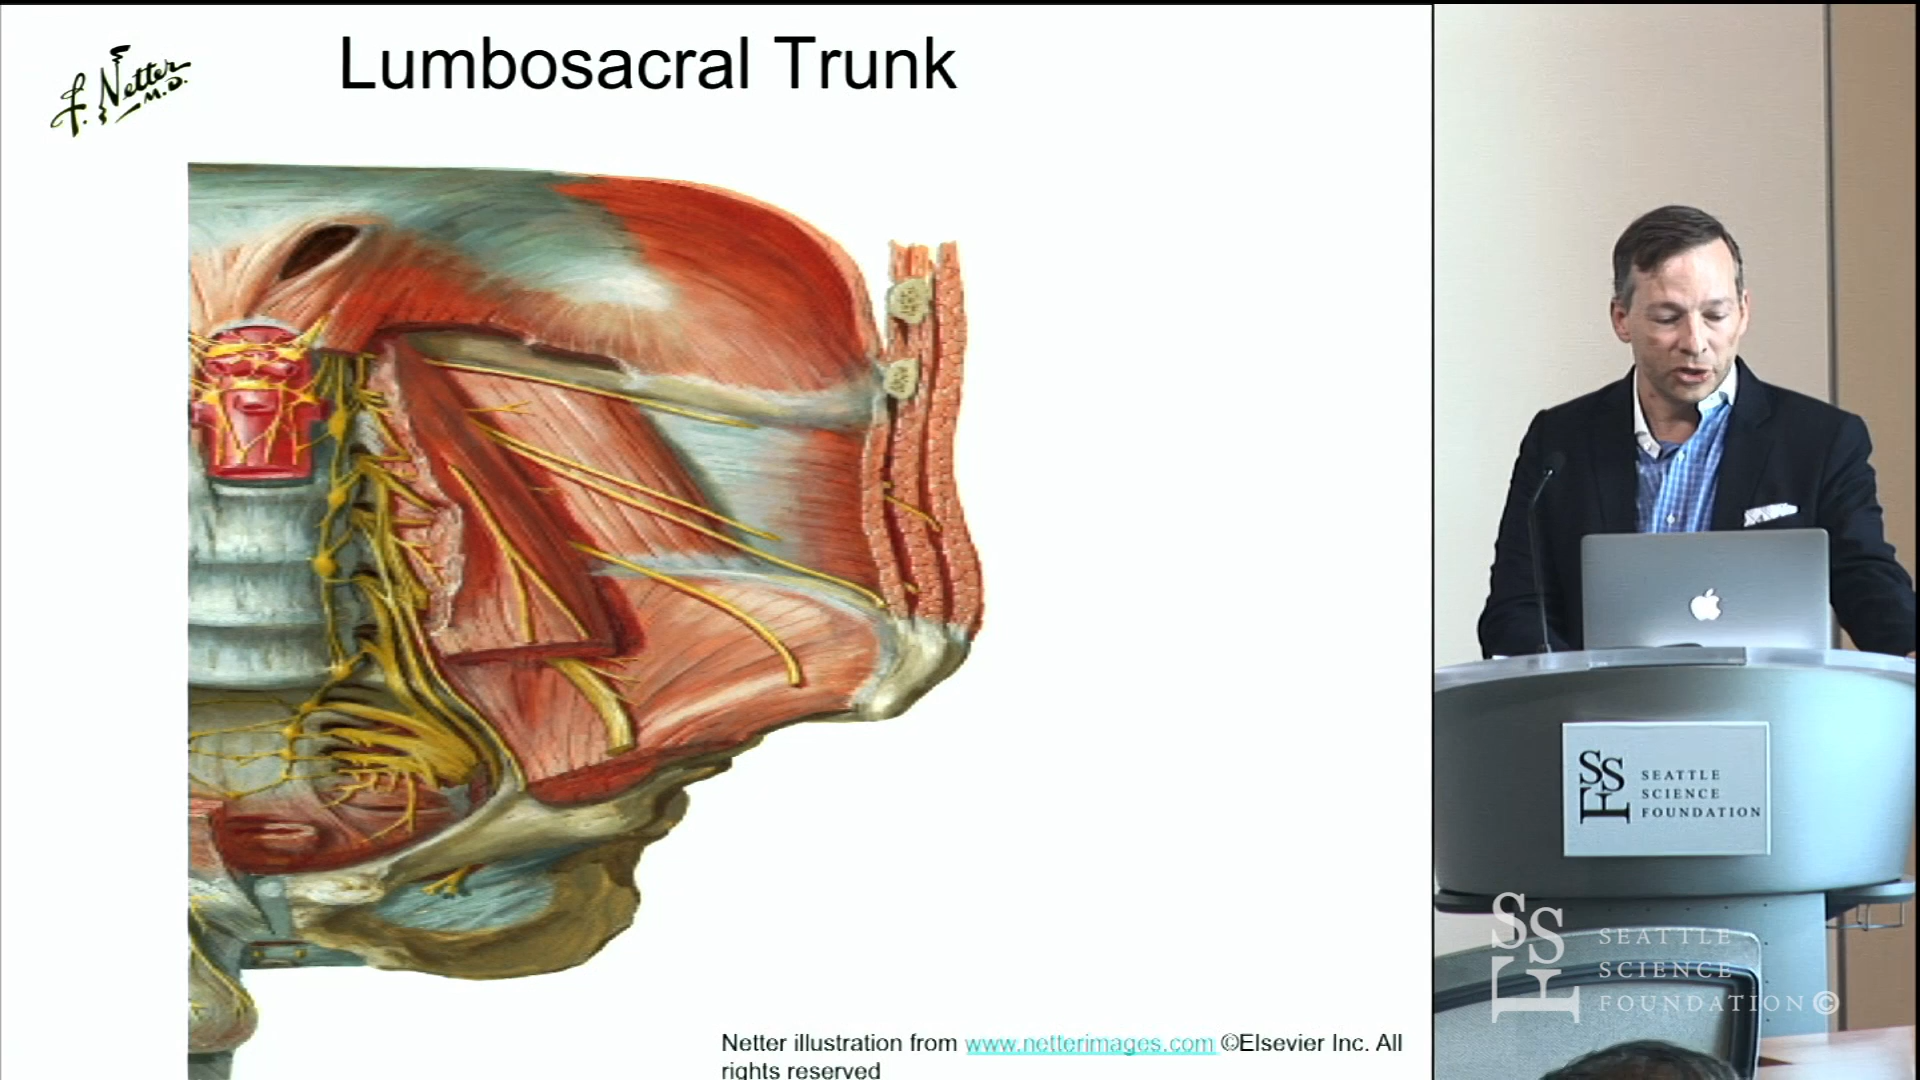 Lumbosacral Trunk
F. Netter
M.D.
Netter illustration from www.netterimages.com ©Elsevier Inc. All
rights reserved
SSF
SEATTLE
SCIENCE
FOUNDATION
SSF
SEATTLE
SCIENCE
FOUNDATION©